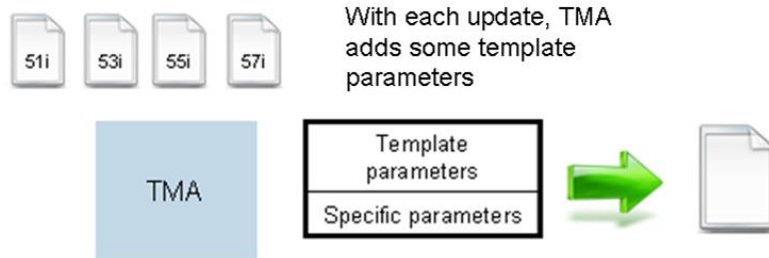 With each update, TMA
adds some template
parameters
51i
53i
55i
57i
TMA
Template
parameters
Specific parameters